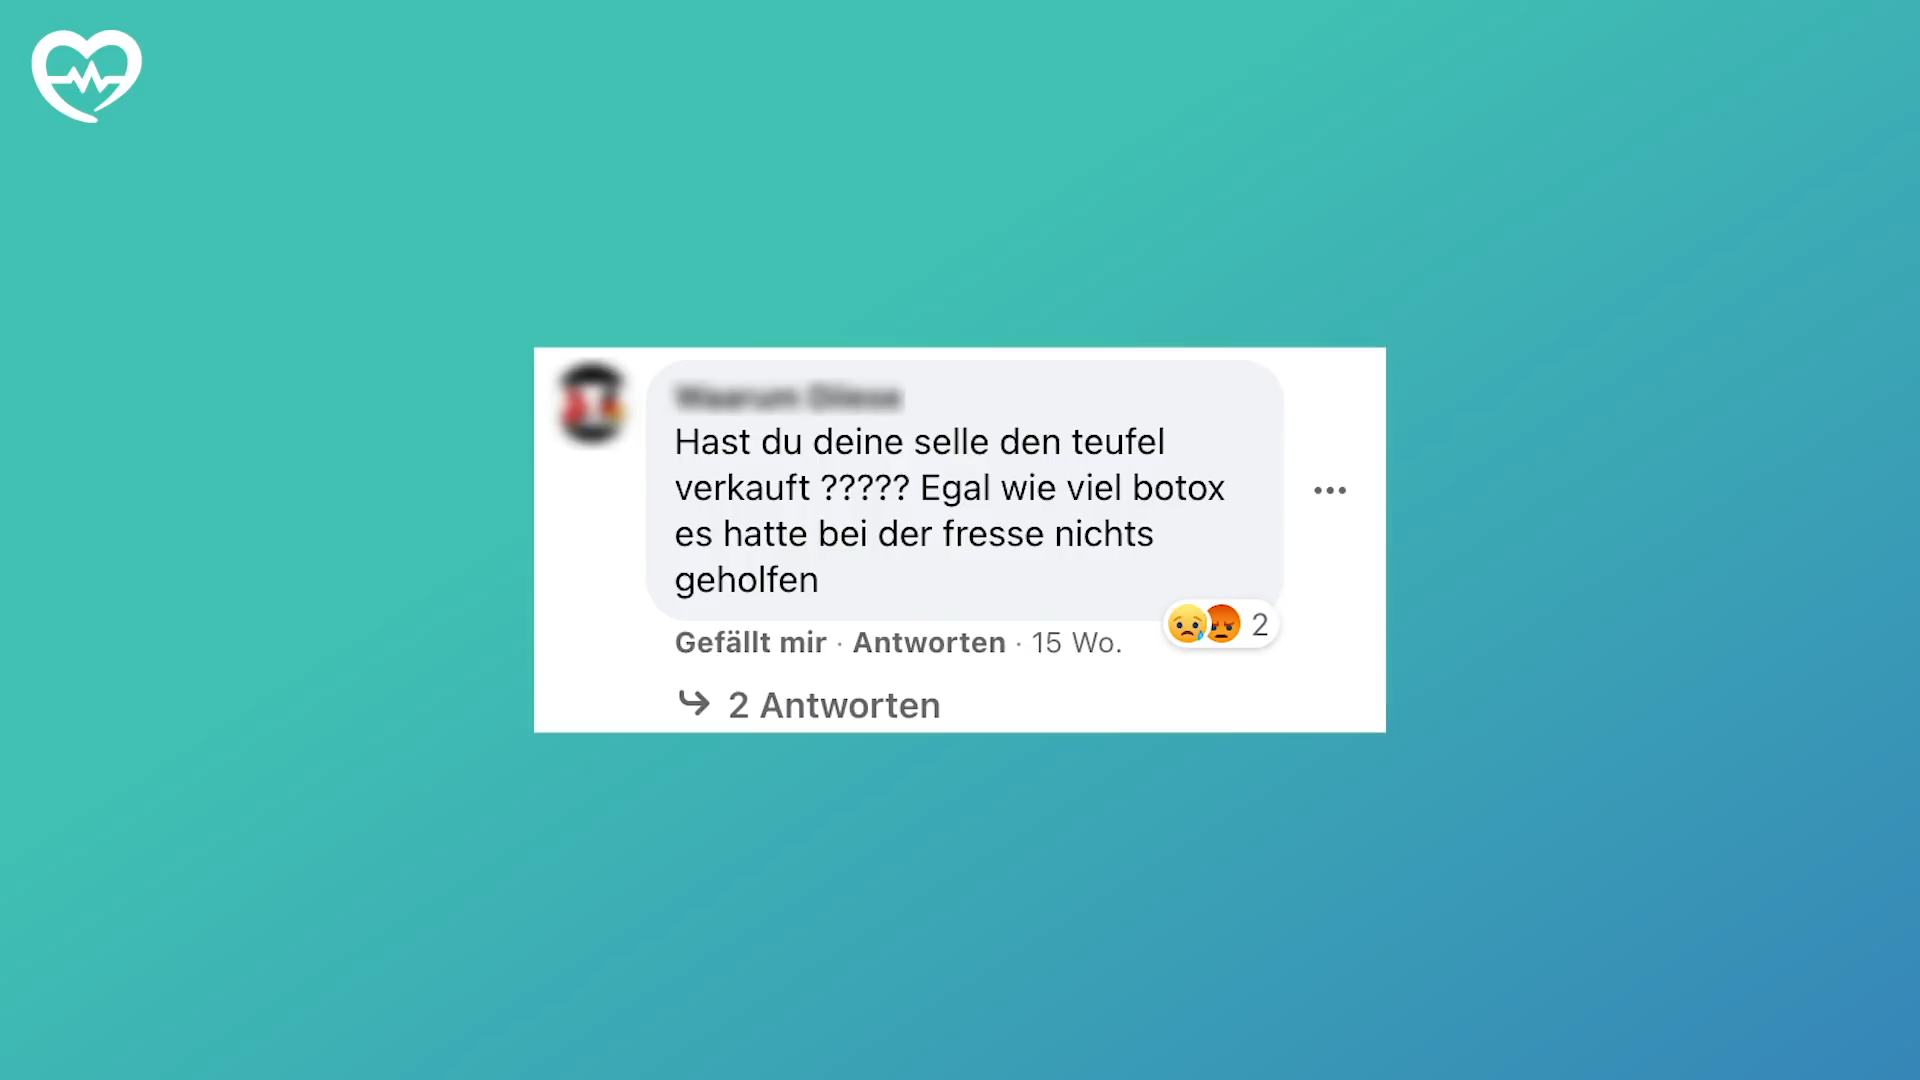 Hast du deine selle den teufel
verkauft ????? Egal wie viel botox
es hatte bei der fresse nichts
geholfen
2
Gefällt mir · Antworten · 15 Wo.
2 Antworten